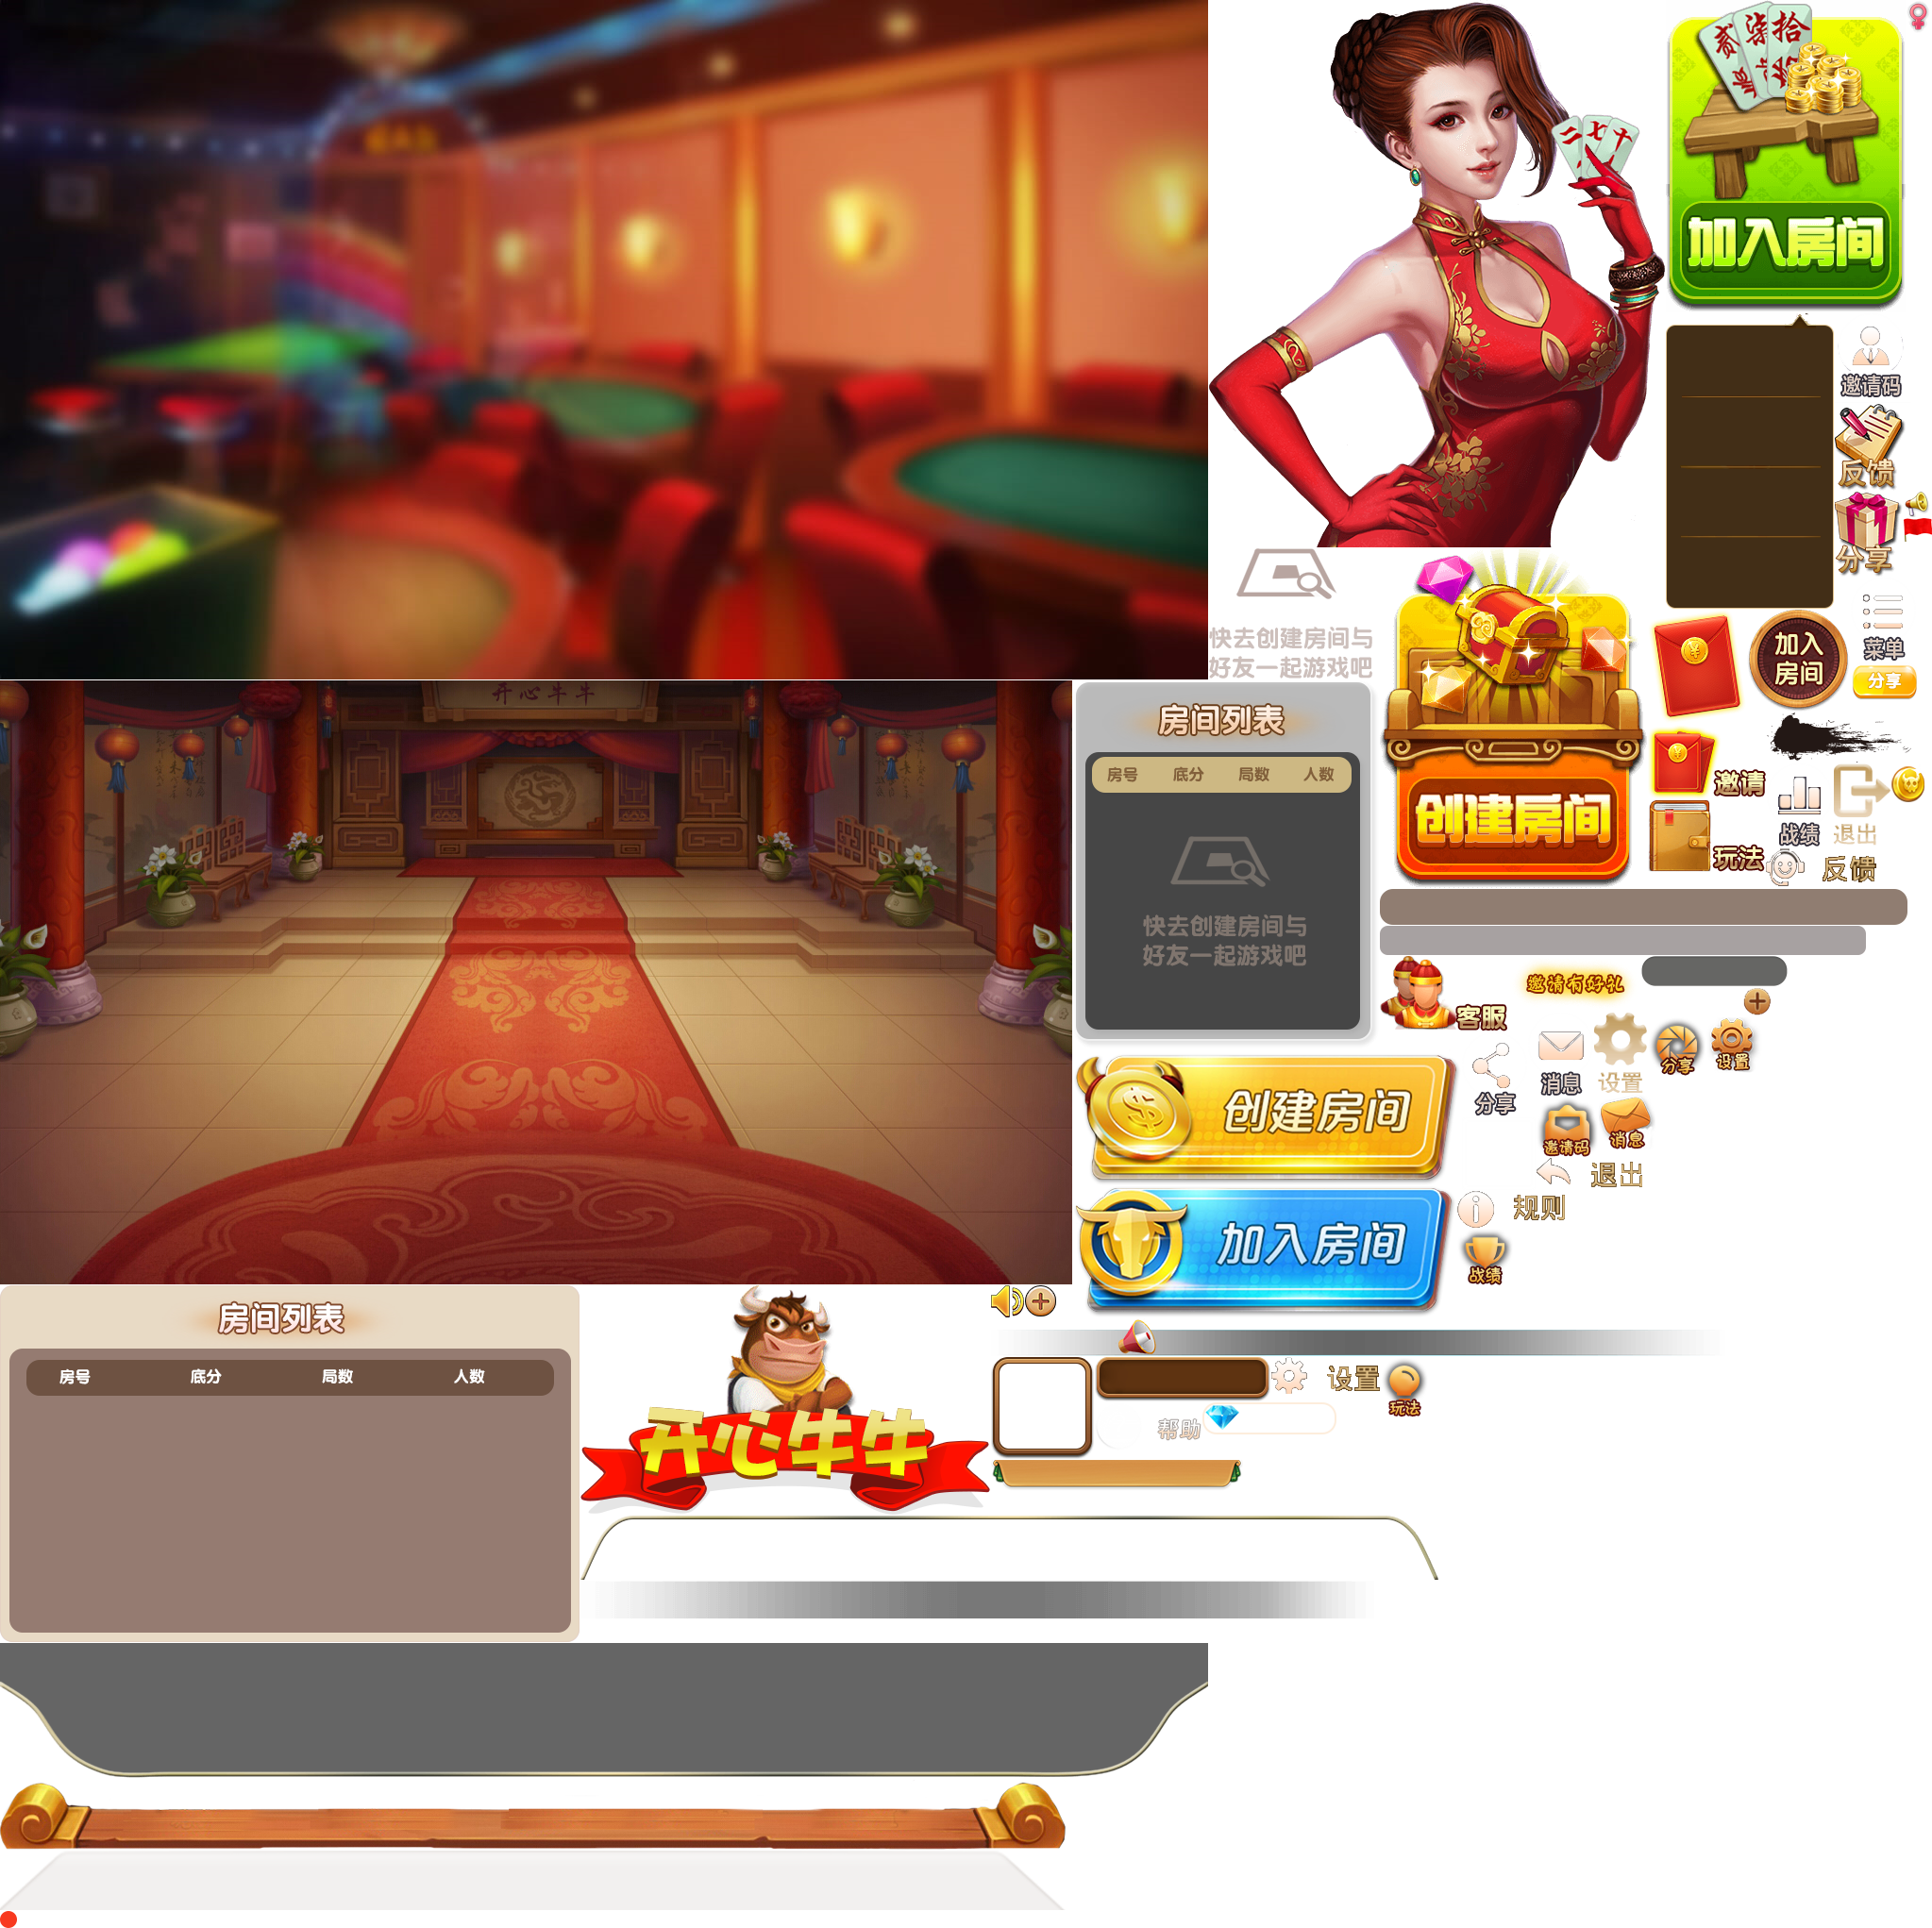 贰 柒 拾
二 七 十
加入房间
邀请码
反馈
分享
快去创建房间与
好友一起游戏吧
加入
房间
菜单
分享
开心牛牛
房间列表
房号 底分 局数 人数
快去创建房间与
好友一起游戏吧
创建房间
邀请
战绩
退出
玩法
反馈
邀请有好礼
客服
消息
设置
分享
设置
分享
创建房间
邀请码
消息
退出
规则
加入房间
战绩
房间列表
房号 底分 局数 人数
开心牛牛
设置
玩法
帮助